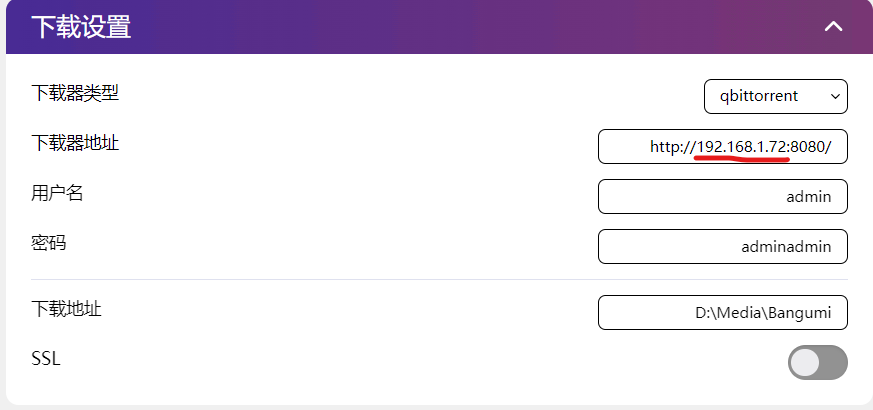 下载设置
下载器类型
qbittorrent
下载器地址
http://192.168.1.72:8080/
用户名
admin
密码
adminadmin
下载地址
D:\Media\Bangumi
SSL